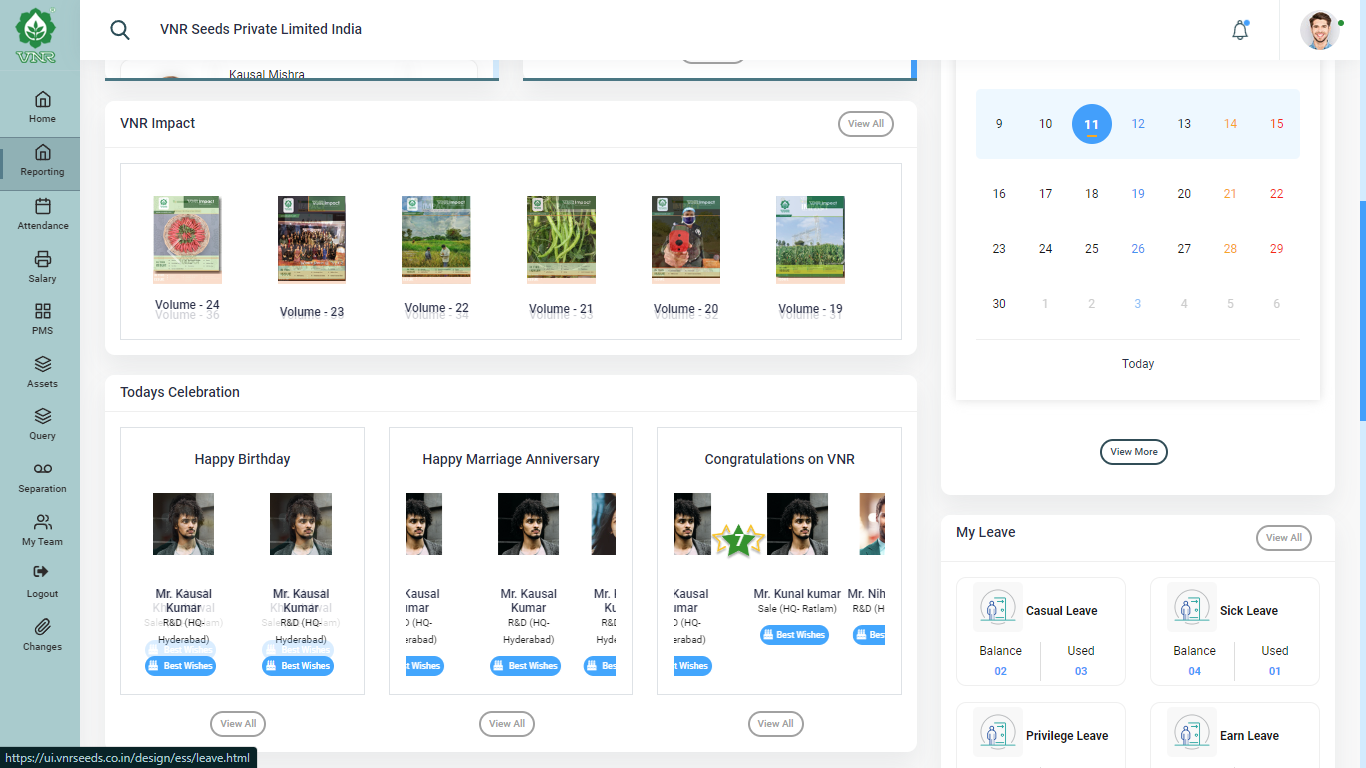 VNR
VNR Seeds Private Limited India
Home
Reporting
Attendance
Salary
PMS
Assets
Query
Separation
My Team
Logout
Changes
Kausal Mishra
VNR Impact
View All
Volume - 24
Volume - 36
Volume - 23
Volume - 22
Volume - 34
Volume - 21
Volume - 33
Volume - 20
Volume - 32
Volume - 19
Volume - 31
Todays Celebration
Happy Birthday
Mr. Kausal
Kumar
R&D (HQ-
Hyderabad)
Best Wishes
Best Wishes
Mr. Kausal
Kumar
R&D (HQ-
Hyderabad)
Best Wishes
Best Wishes
View All
Happy Marriage Anniversary
Kausal
umar
D (HQ-
erabad)
t Wishes
Mr. Kausal
Kumar
R&D (HQ-
Hyderabad)
Best Wishes
Mr. I
Ku
R&D
Hyde
Bes
View All
Congratulations on VNR
7
Kausal
umar
D (HQ-
erabad)
t Wishes
Mr. Kunal kumar
Sale (HQ- Ratlam)
Best Wishes
Mr. Nih
R&D (H
Bes
View All
9 10 11 12 13 14 15
16 17 18 19 20 21 22
23 24 25 26 27 28 29
30 1 2 3 4 5 6
Today
View More
My Leave
View All
Casual Leave
Balance Used
02 03
Sick Leave
Balance Used
04 01
Privilege Leave
Earn Leave
https://ui.vnrseeds.co.in/design/ess/leave.html